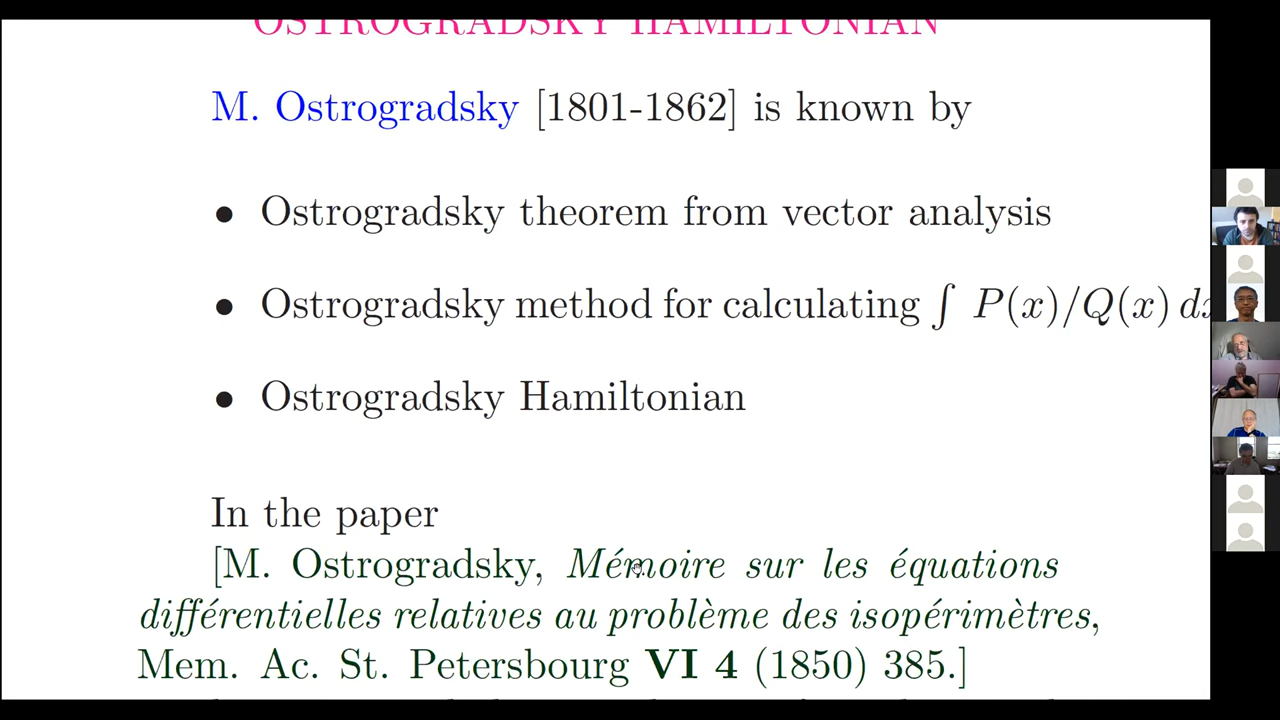 OSTROGRADSKY HAMILTONIAN
M. Ostrogradsky [1801-1862] is known by
• Ostrogradsky theorem from vector analysis
• Ostrogradsky method for calculating ∫ P(x)/Q(x) dx
• Ostrogradsky Hamiltonian
In the paper
[M. Ostrogradsky, Mémoire sur les équations
différentielles relatives au problème des isopérimètres,
Mem. Ac. St. Petersbourg VI 4 (1850) 385.]